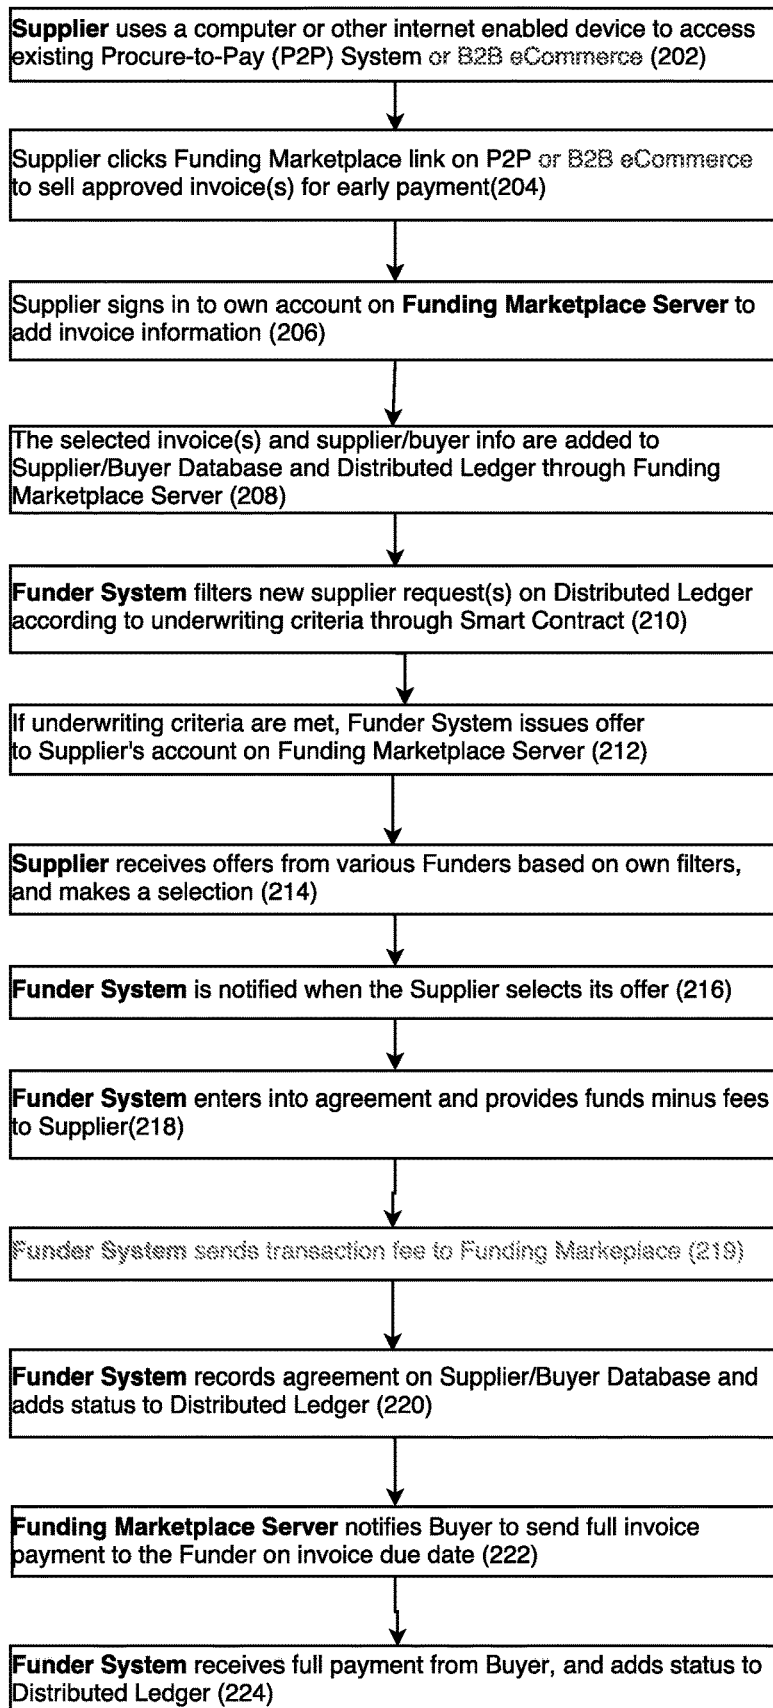 Supplier uses a computer or other internet enabled device to access
existing Procure-to-Pay (P2P) System or B2B eCommerce (202)
Supplier clicks Funding Marketplace link on P2P or B2B eCommerce
to sell approved invoice(s) for early payment(204)
Supplier signs in to own account on Funding Marketplace Server to
add invoice information (206)
The selected invoice(s) and supplier/buyer info are added to
Supplier/Buyer Database and Distributed Ledger through Funding
Marketplace Server (208)
Funder System filters new supplier request(s) on Distributed Ledger
according to underwriting criteria through Smart Contract (210)
If underwriting criteria are met, Funder System issues offer
to Supplier's account on Funding Marketplace Server (212)
Supplier receives offers from various Funders based on own filters,
and makes a selection (214)
Funder System is notified when the Supplier selects its offer (216)
Funder System enters into agreement and provides funds minus fees
to Supplier(218)
Funder System sends transaction fee to Funding Markeplace (219)
Funder System records agreement on Supplier/Buyer Database and
adds status to Distributed Ledger (220)
Funding Marketplace Server notifies Buyer to send full invoice
payment to the Funder on invoice due date (222)
Funder System receives full payment from Buyer, and adds status to
Distributed Ledger (224)